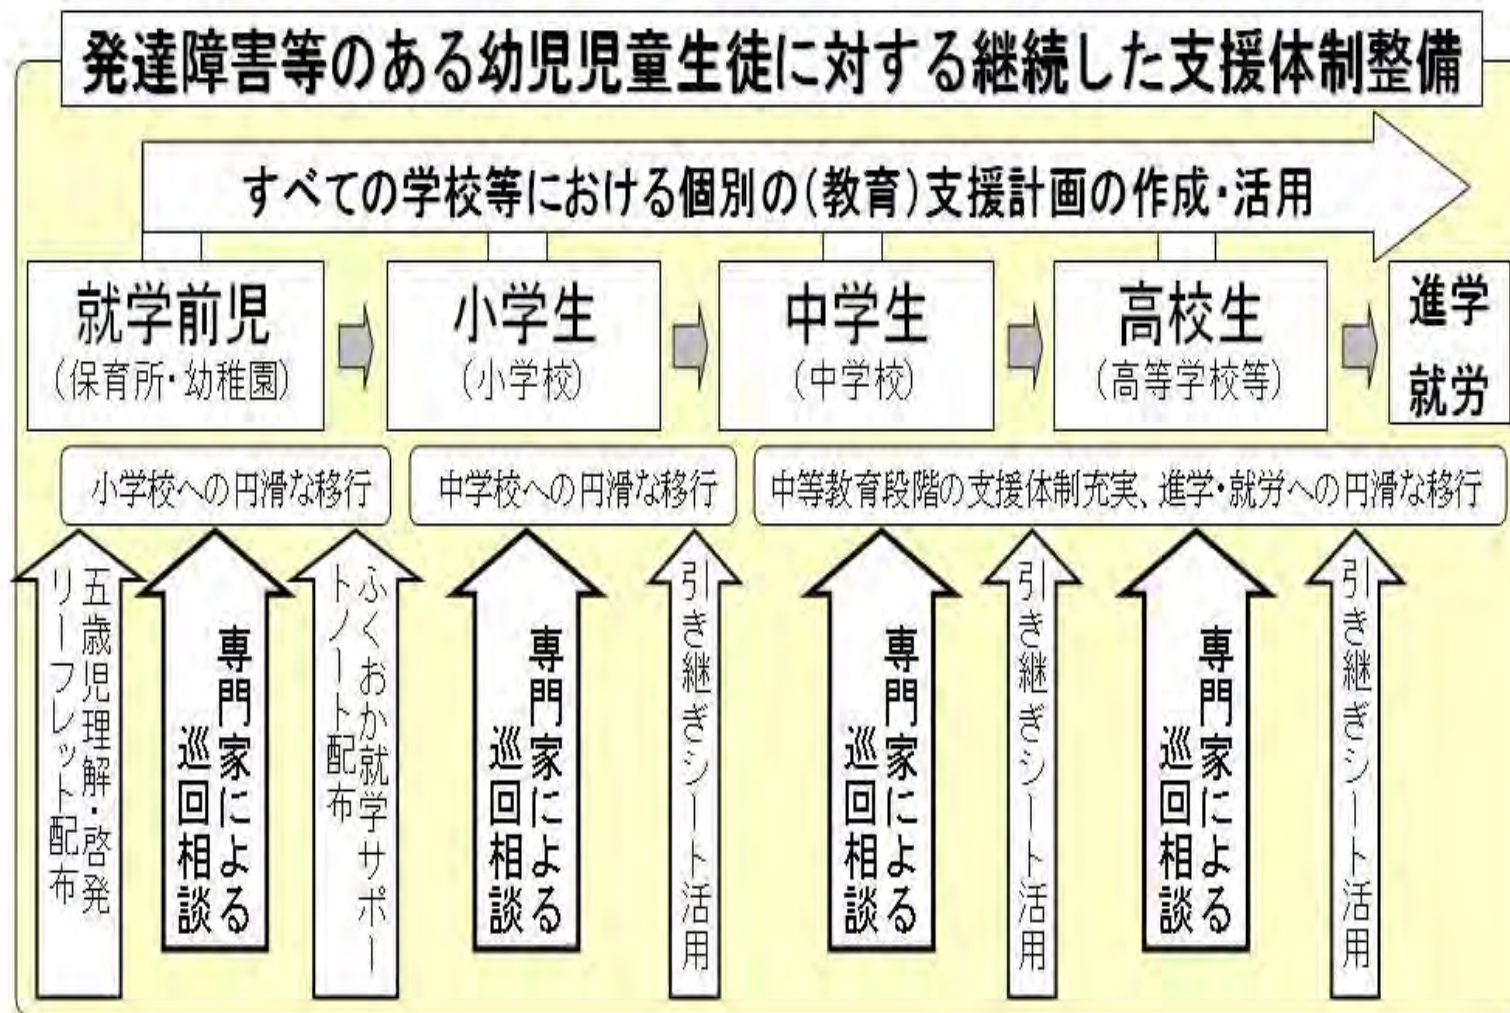 発達障害等のある幼児児童生徒に対する継続した支援体制整備
すべての学校等における個別の(教育)支援計画の作成・活用
就学前児
(保育所・幼稚園)
小学生
(小学校)
中学生
(中学校)
高校生
(高等学校等)
進学
就労
小学校への円滑な移行
中学校への円滑な移行
中等教育段階の支援体制充実、進学・就労への円滑な移行
五歳児理解・啓発
リーフレット配布
専門家による
巡回相談
ふくおか就学サポー
トノート配布
専門家による
巡回相談
引き継ぎシート活用
専門家による
巡回相談
引き継ぎシート活用
専門家による
巡回相談
引き継ぎシート活用